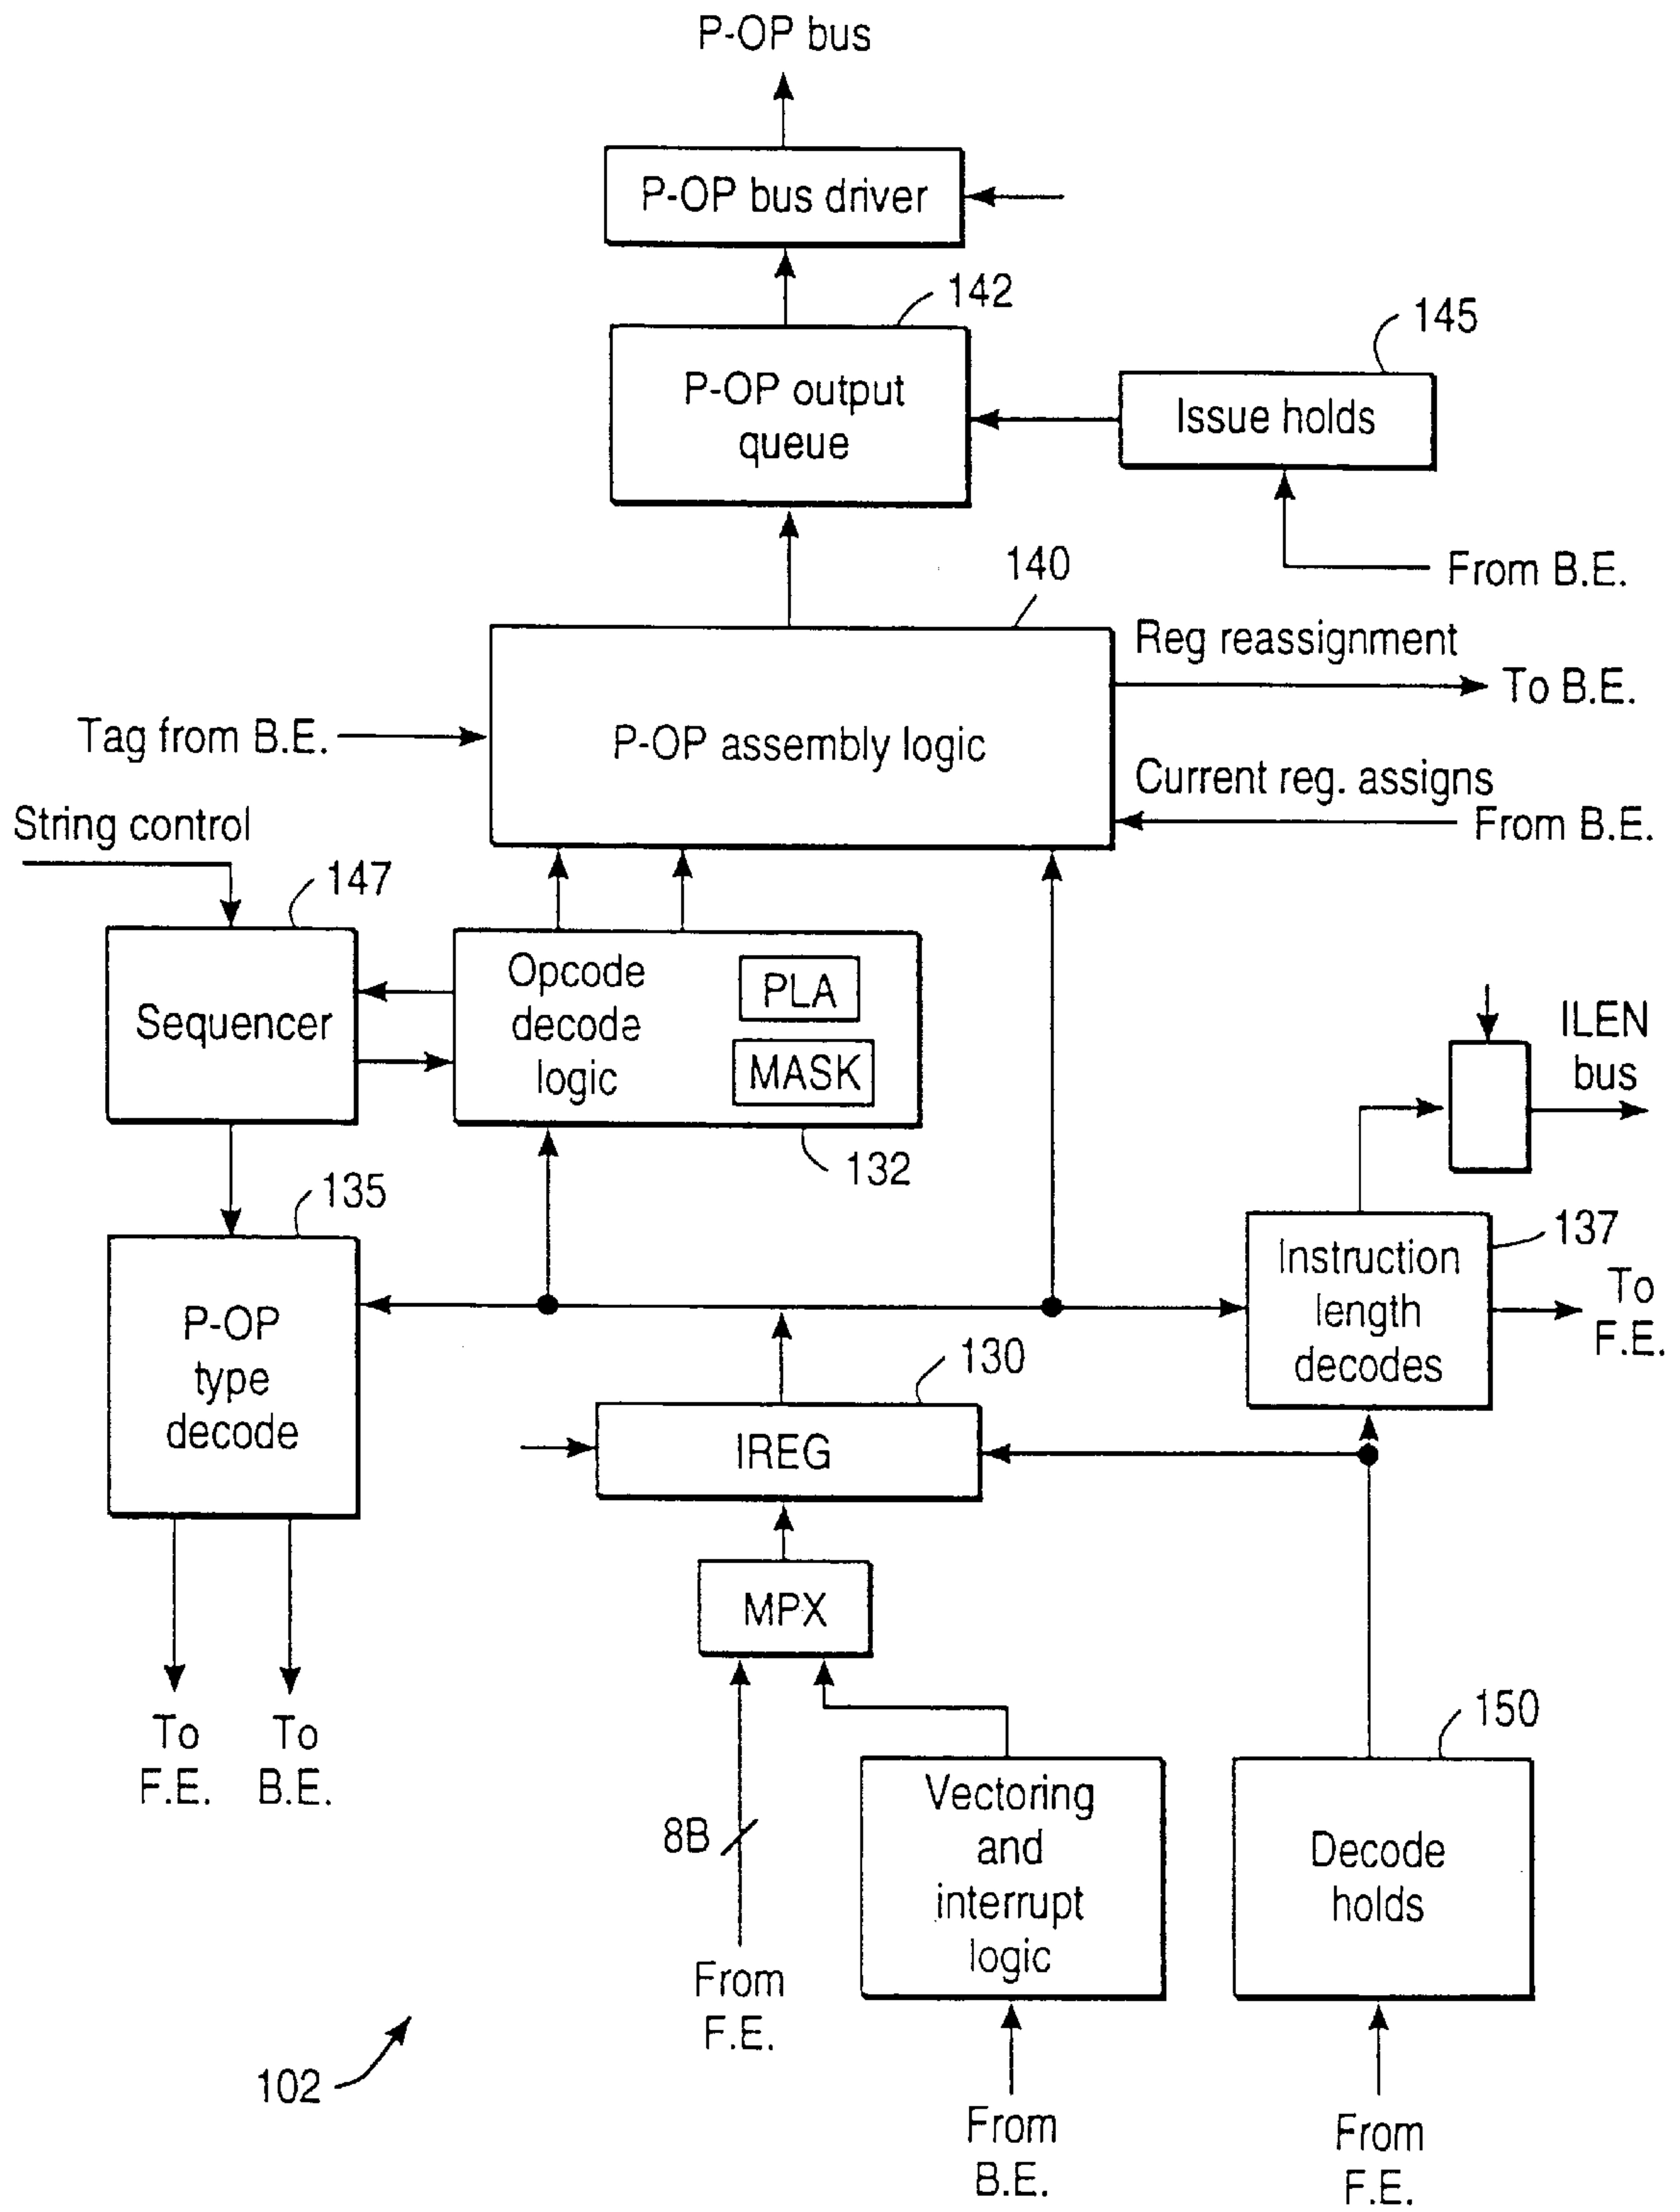 P-OP bus
P-OP bus driver
142
145
P-OP output
queue
Issue holds
From B.E.
140
Reg reassignment
To B.E.
Tag from B.E.
P-OP assembly logic
Current reg. assigns
From B.E.
String control
147
Sequencer
Opcode
decode
logic
PLA
MASK
132
ILEN
bus
135
137
P-OP
type
decode
Instruction
length
decodes
To
F.E.
130
IREG
MPX
To
F.E.
To
B.E.
150
8B
Vectoring
and
interrupt
logic
Decode
holds
From
F.E.
102
From
B.E.
From
F.E.